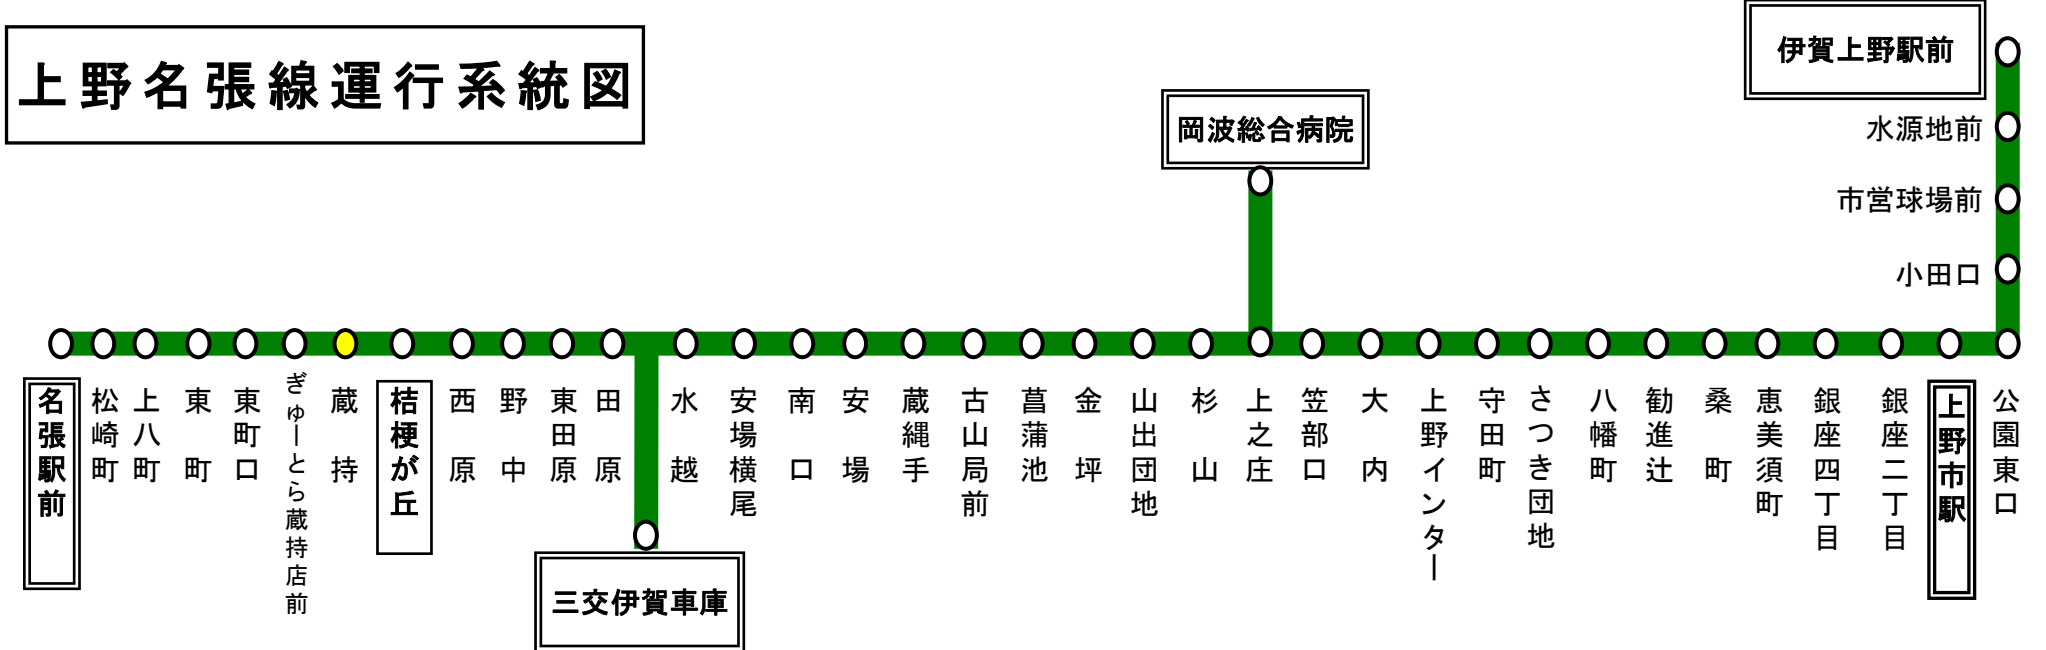 上野名張線運行系統図
岡波総合病院
伊賀上野駅前
水源地前
市営球場前
小田口
名張駅前
松崎町
上八町
東町
東町口
ぎゅーとら蔵持店前
蔵持
桔梗が丘
西原
野中
東田原
田原
水越
安場横尾
南口
安場
蔵縄手
古山局前
菖蒲池
金坪
山出団地
杉山
上之庄
笠部口
大内
上野インター
守田町
さつき団地
八幡町
勧進辻
桑町
恵美須町
銀座四丁目
銀座二丁目
上野市駅
公園東口
三交伊賀車庫